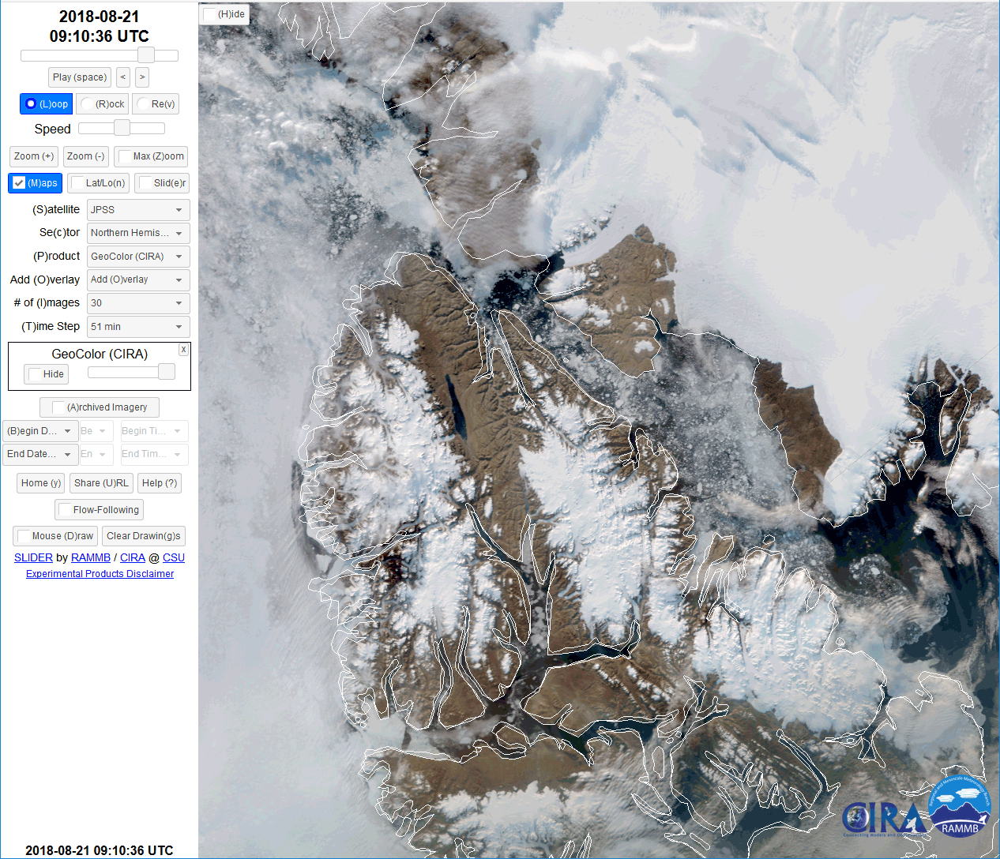 2018-08-21
09:10:36 UTC
Play (space) < >
(L)oop (R)ock Re(v)
Speed
Zoom (+) Zoom (-) Max (Z)oom
(M)aps Lat/Lo(n) Slid(e)r
(S)atellite JPSS
Se(c)tor Northern Hemis...
(P)roduct GeoColor (CIRA)
Add (O)verlay Add (O)verlay
# of (I)mages 30
(T)ime Step 51 min
GeoColor (CIRA) x
Hide
(A)rchived Imagery
(B)egin D... Be Begin Ti...
End Date... En End Tim...
Home (y) Share (U)RL Help (?)
Flow-Following
Mouse (D)raw Clear Drawin(g)s
SLIDER by RAMMB / CIRA @ CSU
Experimental Products Disclaimer
2018-08-21 09:10:36 UTC
(H)ide
CIRA
RAMMB